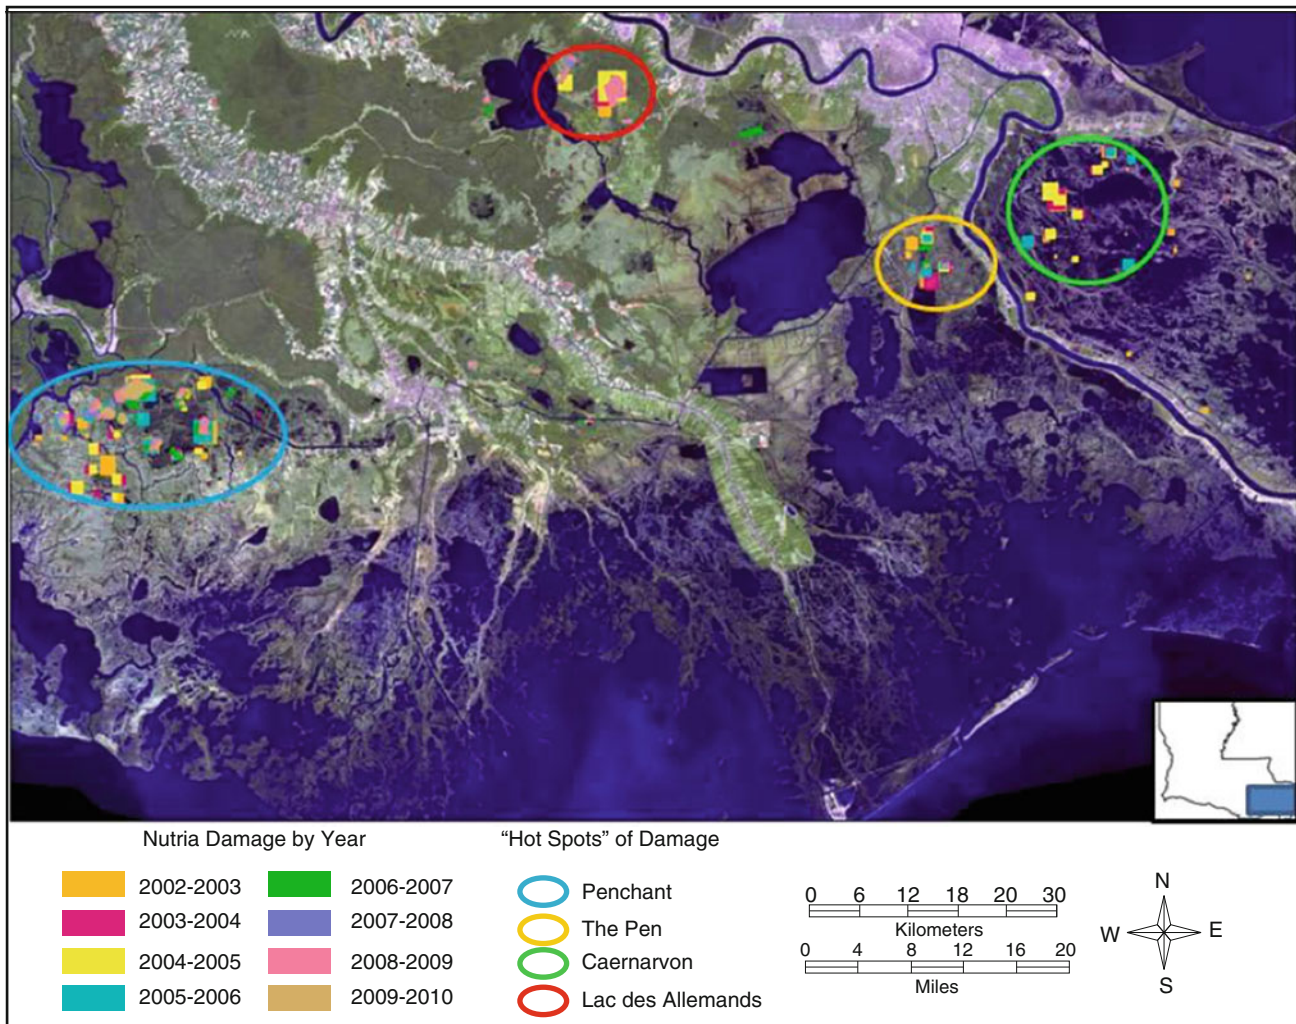 Nutria Damage by Year
2002-2003
2003-2004
2004-2005
2005-2006
2006-2007
2007-2008
2008-2009
2009-2010
“Hot Spots” of Damage
Penchant
The Pen
Caernarvon
Lac des Allemands
0 6 12 18 20 30
Kilometers
0 4 8 12 16 20
Miles
N
W E
S